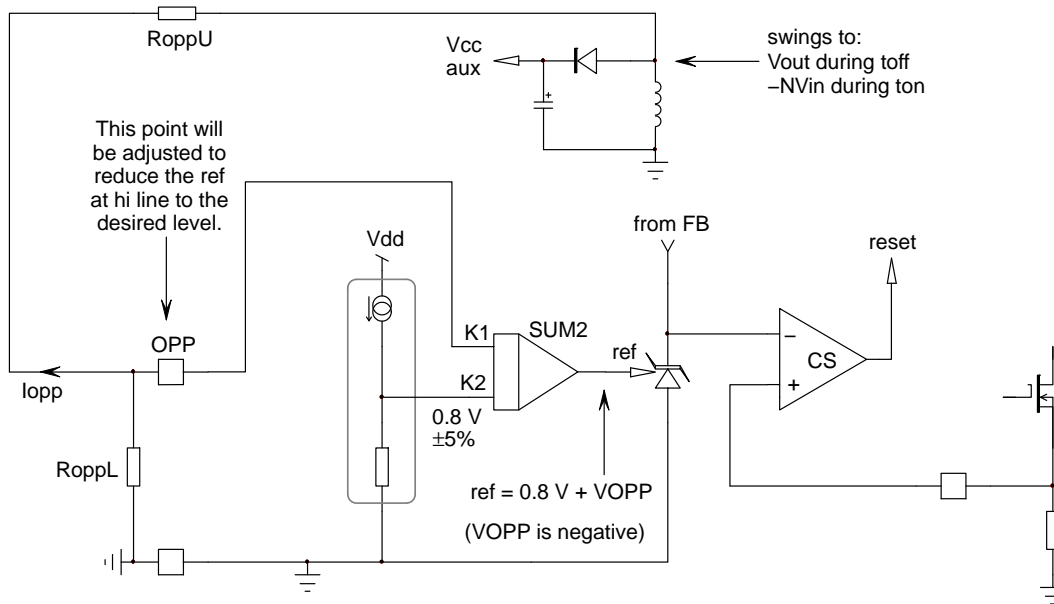 RoppU
Vcc
aux
swings to:
Vout during toff
–NVin during ton
This point will
be adjusted to
reduce the ref
at hi line to the
desired level.
Vdd
from FB
reset
OPP
K1
SUM2
ref
CS
Iopp
K2
0.8 V
±5%
RoppL
ref = 0.8 V + VOPP
(VOPP is negative)
+
−
+